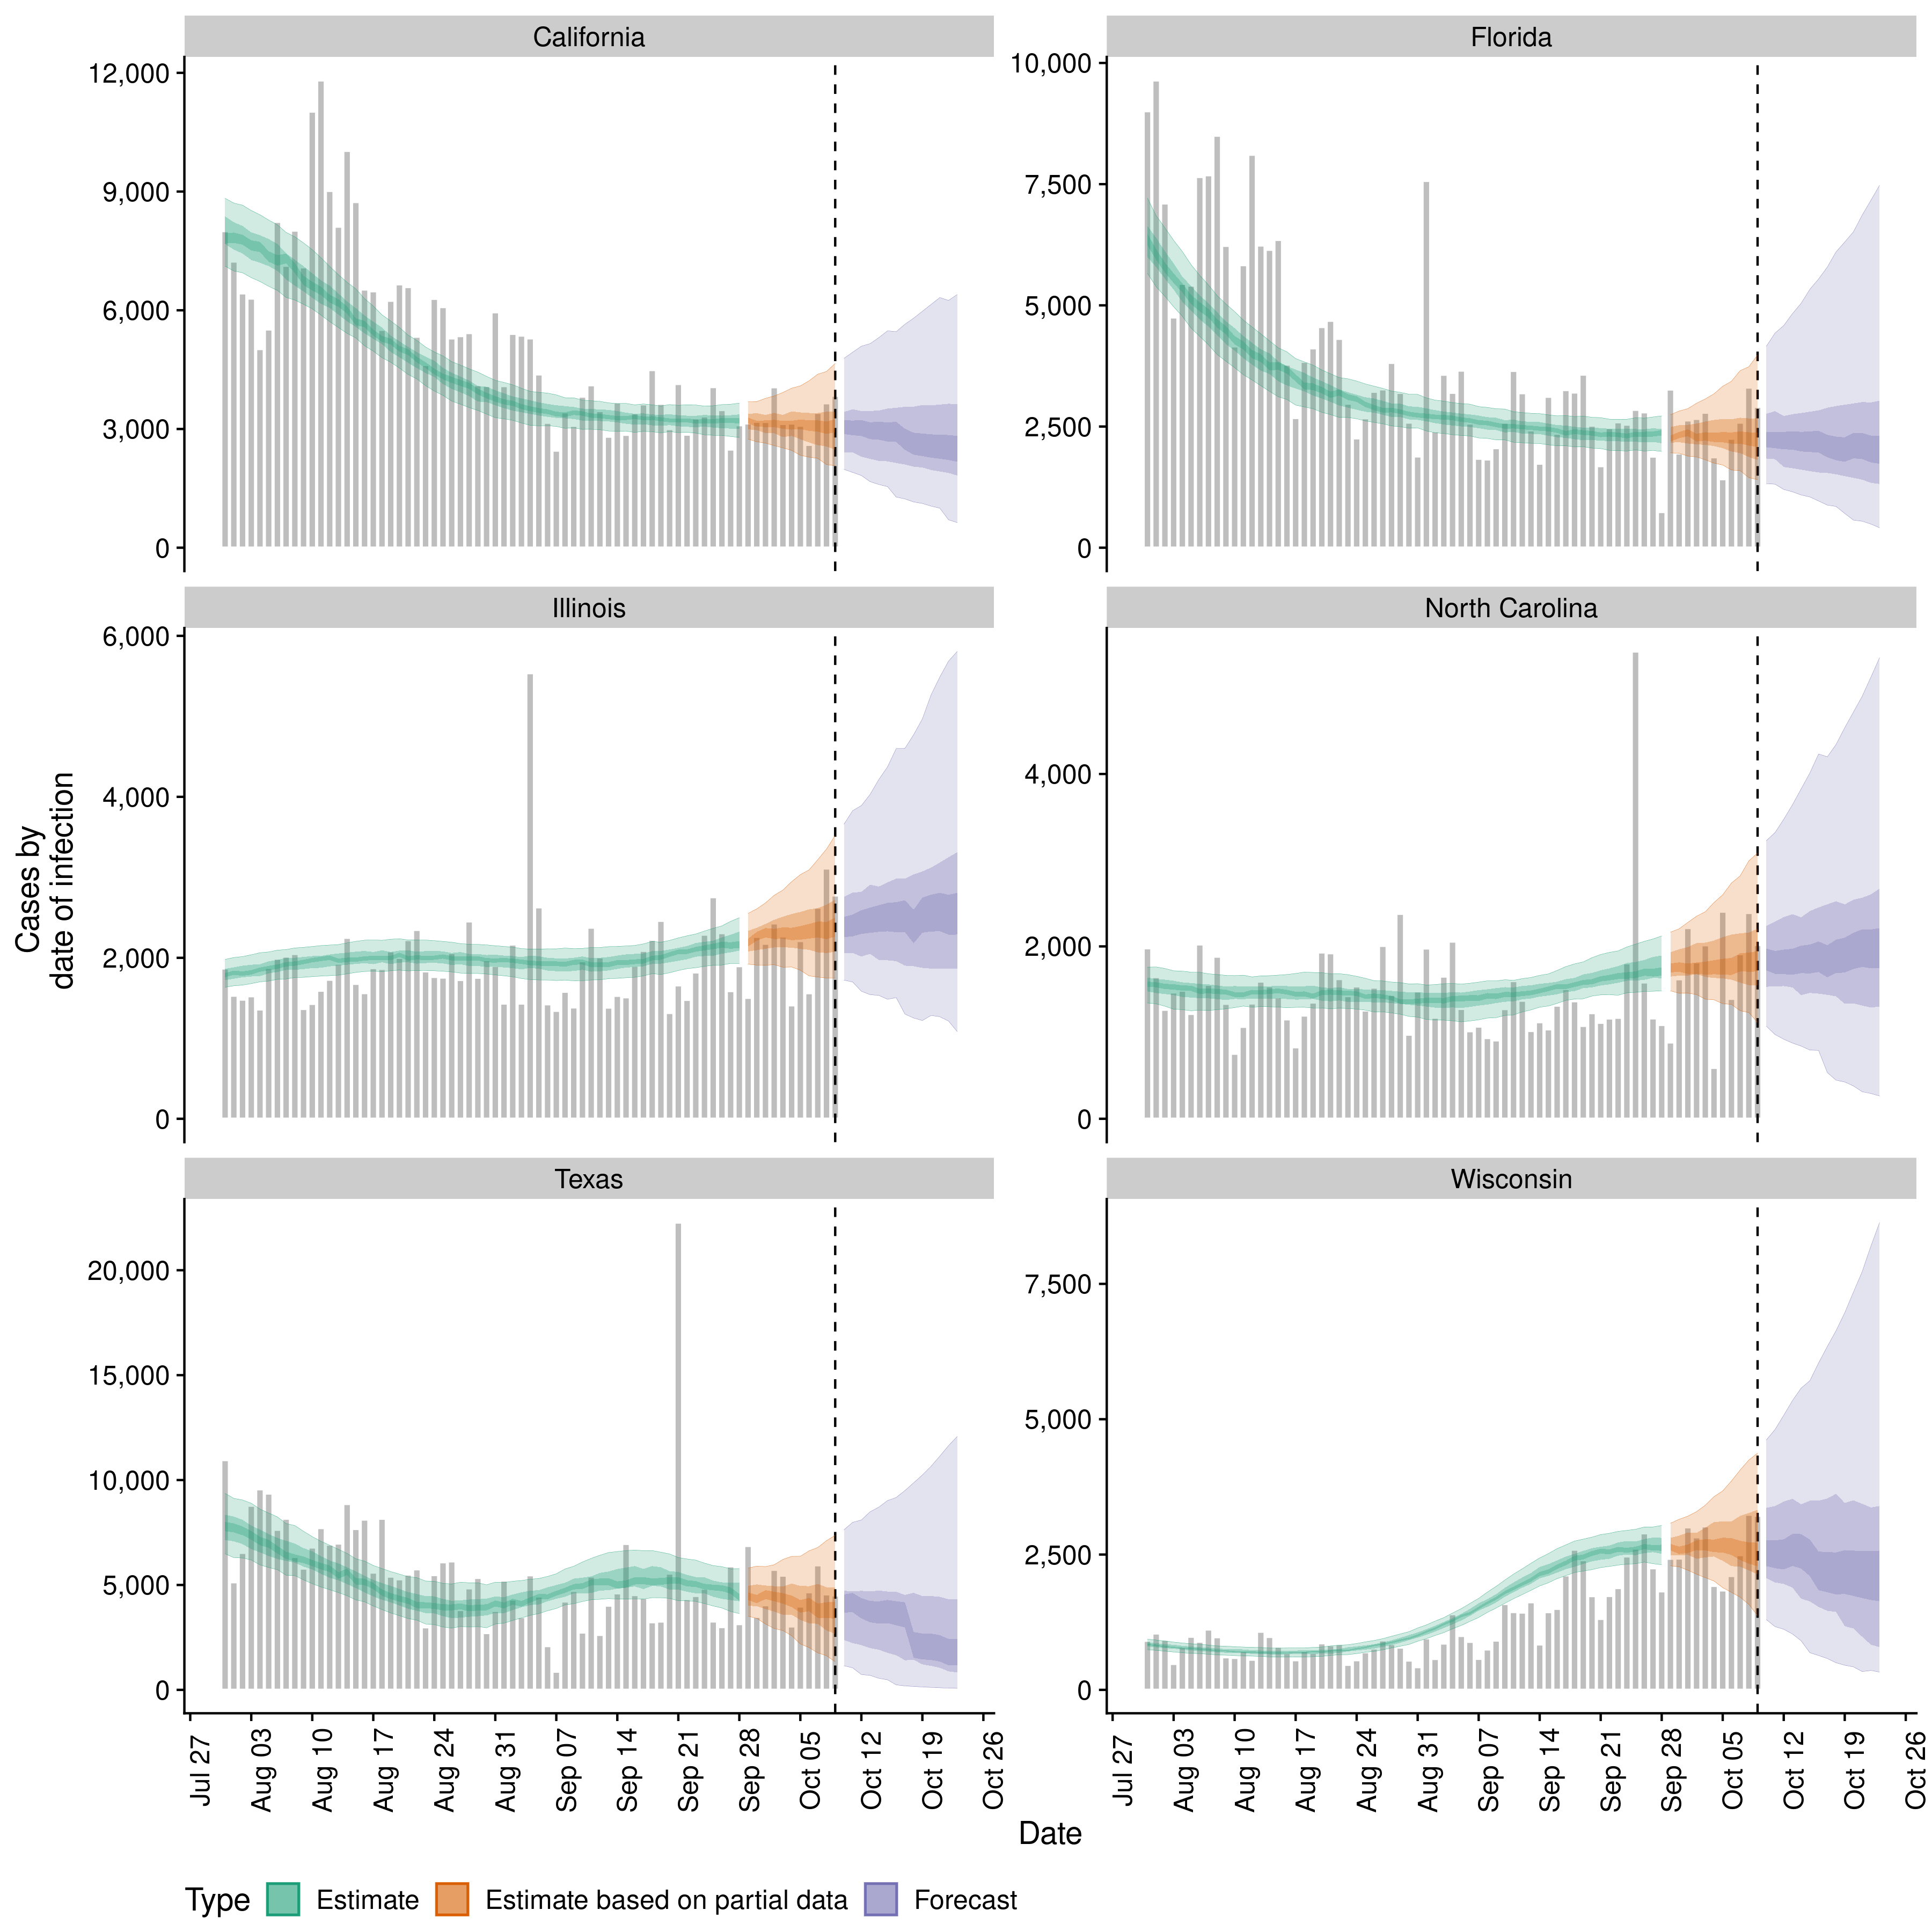 California
Florida
12,000
9,000
6,000
3,000
0
10,000
7,500
5,000
2,500
0
Illinois
North Carolina
6,000
4,000
2,000
0
4,000
2,000
0
Texas
Wisconsin
20,000
15,000
10,000
5,000
0
7,500
5,000
2,500
0
Cases by
date of infection
Jul 27
Aug 03
Aug 10
Aug 17
Aug 24
Aug 31
Sep 07
Sep 14
Sep 21
Sep 28
Oct 05
Oct 12
Oct 19
Oct 26
Jul 27
Aug 03
Aug 10
Aug 17
Aug 24
Aug 31
Sep 07
Sep 14
Sep 21
Sep 28
Oct 05
Oct 12
Oct 19
Oct 26
Date
Type Estimate Estimate based on partial data Forecast